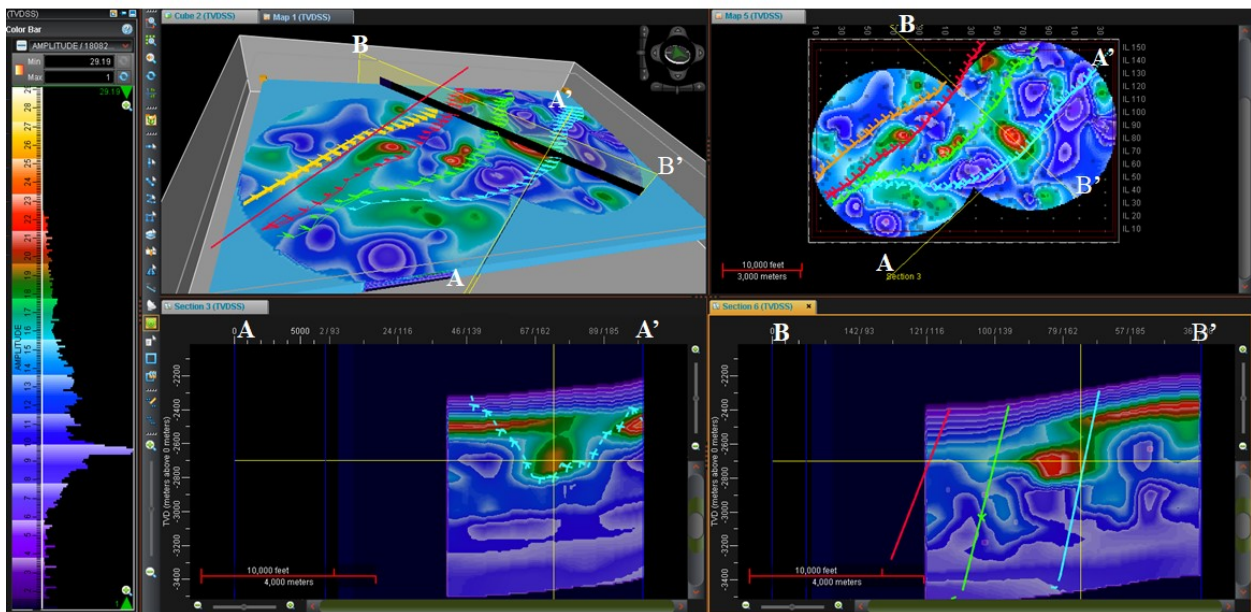 (TVDSS)
Color Bar
AMPLITUDE / 18082...
Min 29.19
Max 1
29.19
AMPLITUDE
1
Cube 2 (TVDSS)
Map 1 (TVDSS)
B
A'
B'
A
Map 5 (TVDSS)
B
A'
B'
A
IL 150
IL 140
IL 130
IL 120
IL 110
IL 100
IL 90
IL 80
IL 70
IL 60
IL 50
IL 40
IL 30
IL 20
IL 10
10,000 feet
3,000 meters
Section 3
Section 3 (TVDSS)
A
A'
0 5000 2/93 24/116 46/139 67/162 89/185
TVD (meters above 0 meters)
-2200
-2400
-2600
-2800
-3000
-3200
-3400
10,000 feet
4,000 meters
Section 6 (TVDSS)
B
B'
142/93 121/116 100/139 79/162 57/185
TVD (meters above 0 meters)
-2200
-2400
-2600
-2800
-3000
-3200
-3400
10,000 feet
4,000 meters